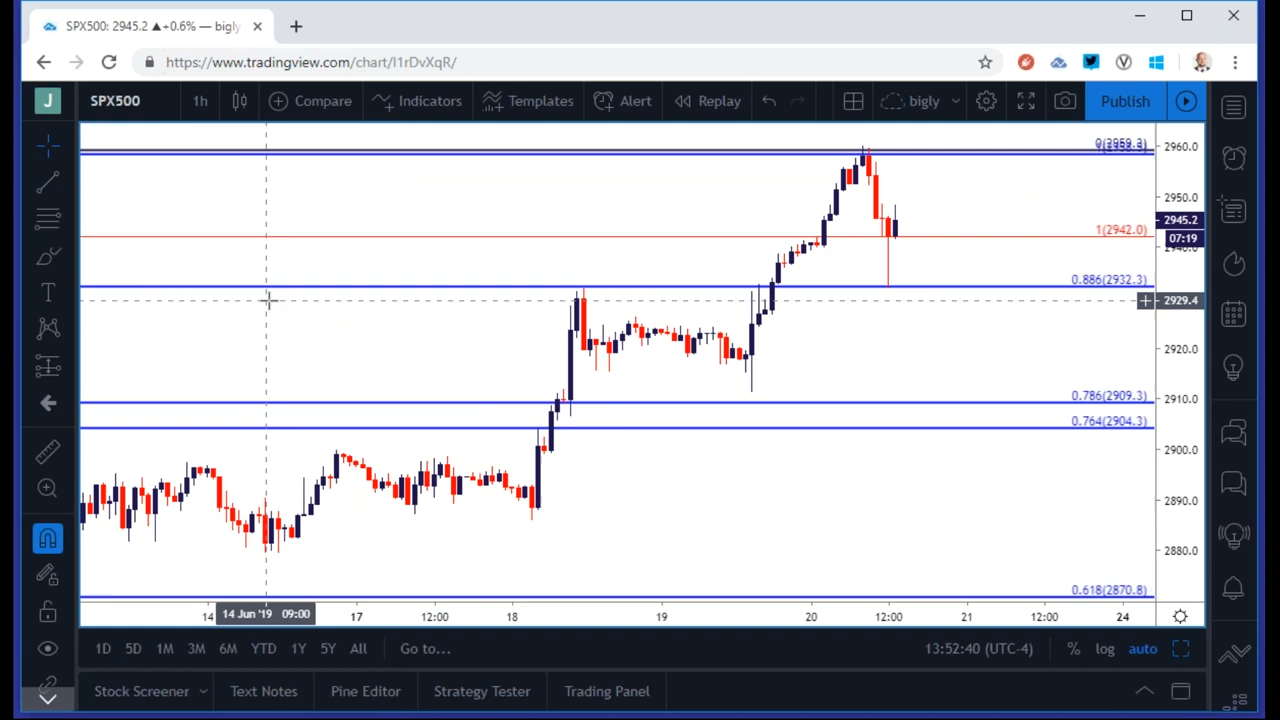 SPX500: 2945.2 ▲+0.6% — bigly
https://www.tradingview.com/chart/I1rDvXqR/
J SPX500 1h Compare Indicators Templates Alert Replay bigly Publish
0(2959.3)
2960.0
2950.0
2945.2
1(2942.0)
07:19
2940.0
0.886(2932.3)
2929.4
2920.0
0.786(2909.3)
2910.0
0.764(2904.3)
2900.0
2890.0
2880.0
0.618(2870.8)
14 14 Jun '19 09:00 17 12:00 18 19 20 12:00 21 12:00 24
1D 5D 1M 3M 6M YTD 1Y 5Y All Go to... 13:52:40 (UTC-4) % log auto
Stock Screener Text Notes Pine Editor Strategy Tester Trading Panel